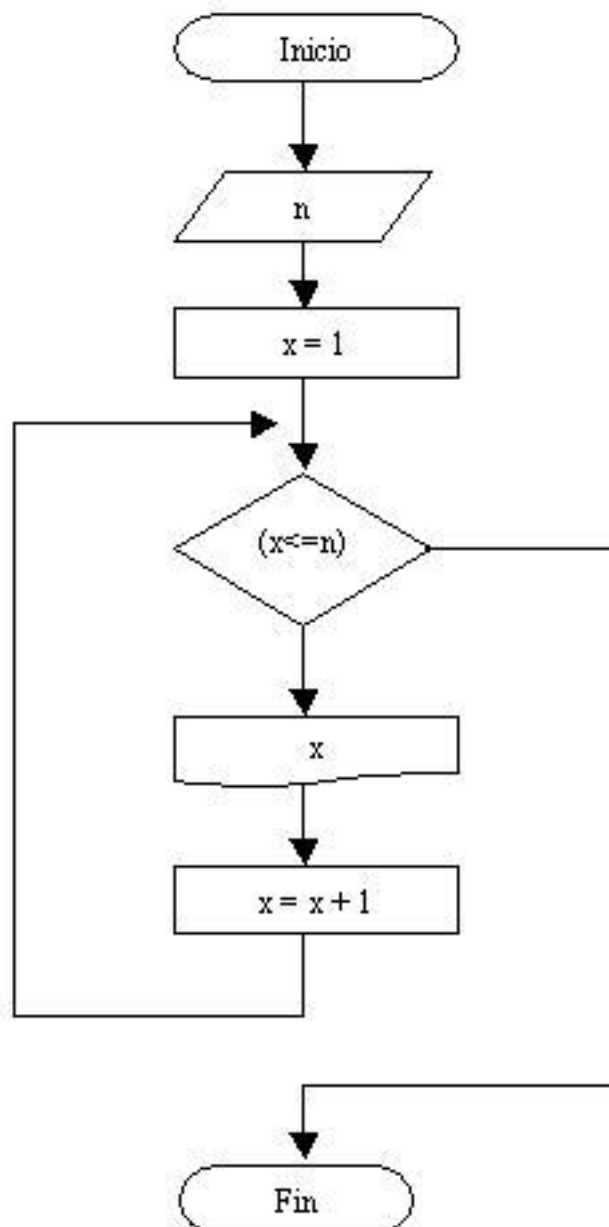 Inicio
n
x = 1
(x<=n)
x
x = x + 1
Fin